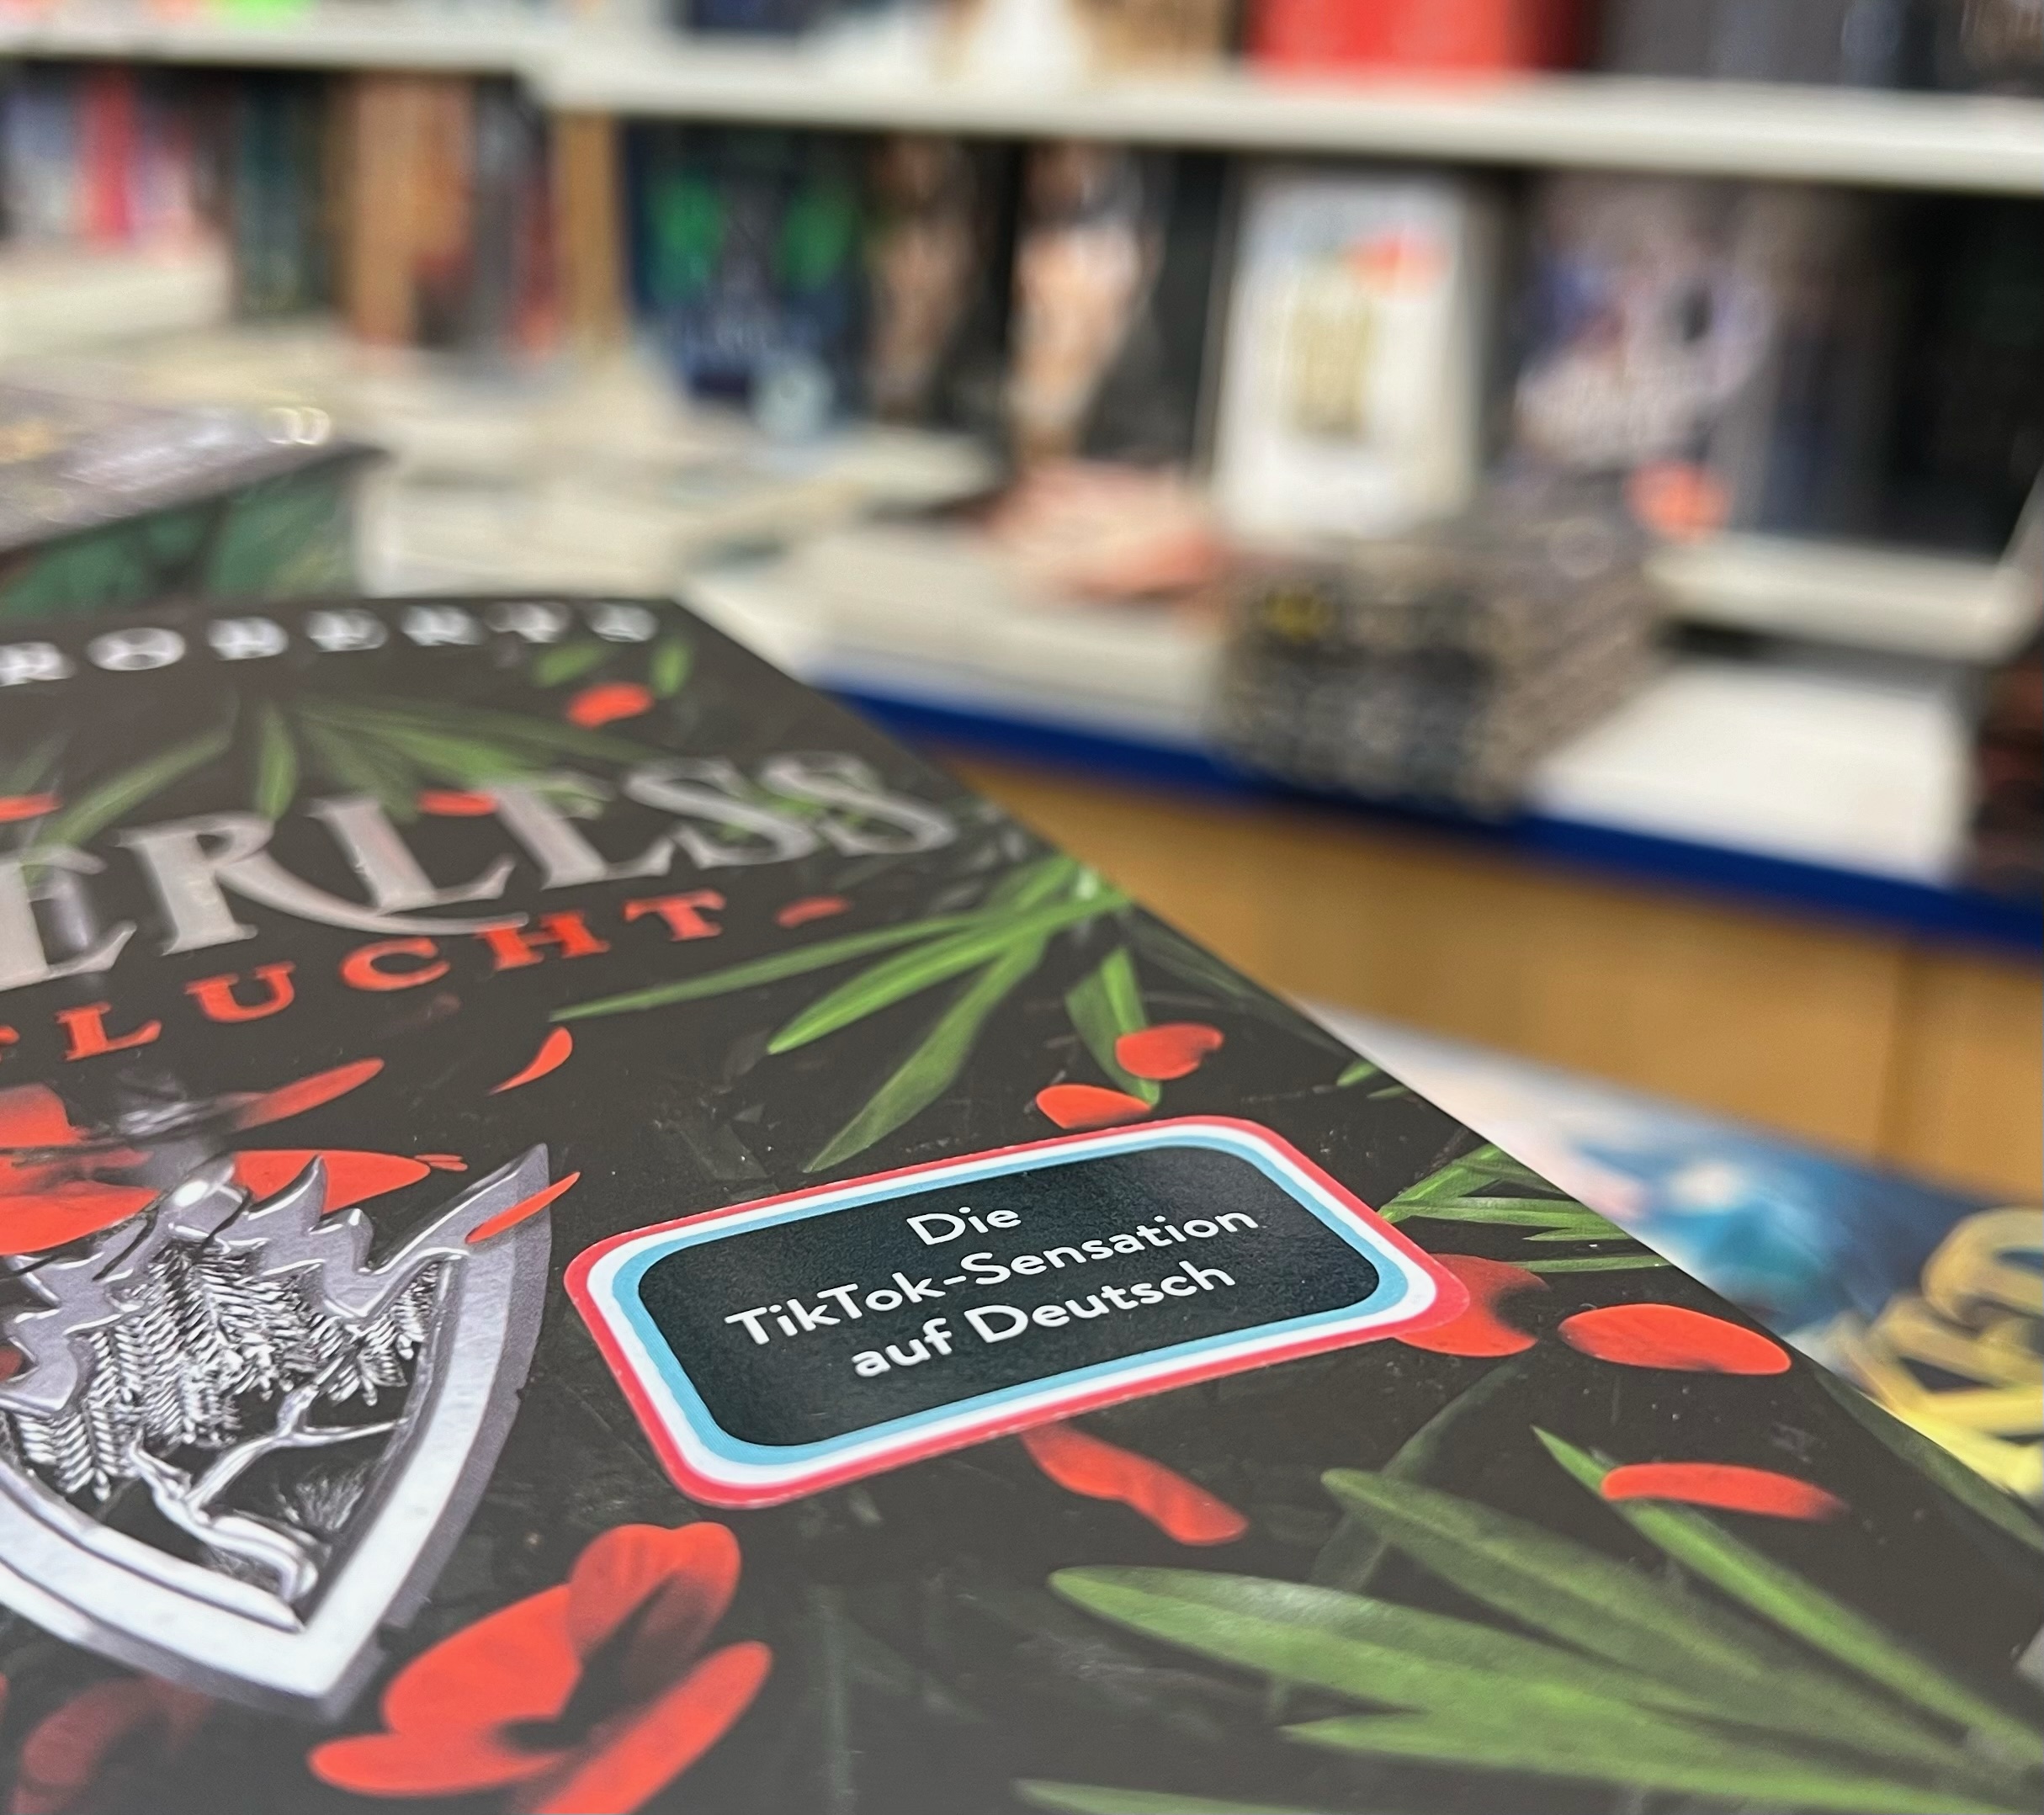 ROBERTS
ERLESS
FLUCHT
Die
TikTok-Sensation
auf Deutsch